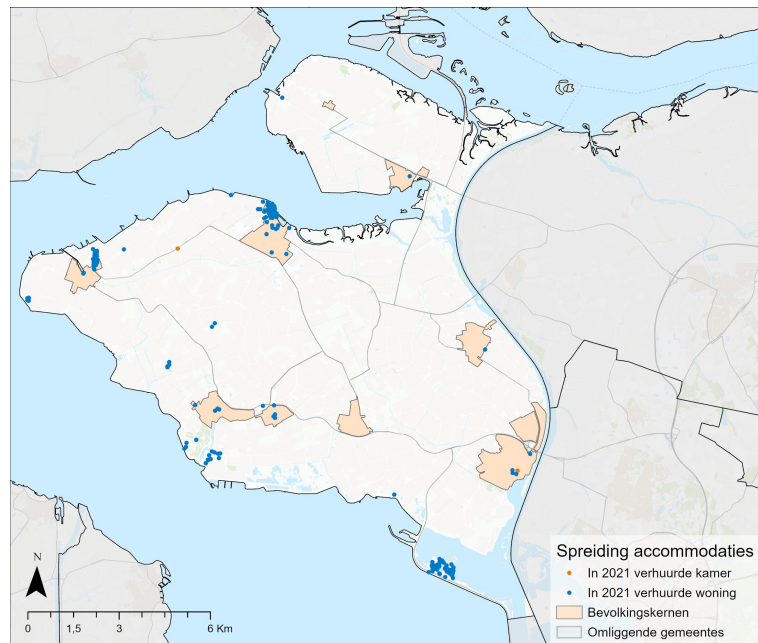 Spreiding accommodaties
In 2021 verhuurde kamer
In 2021 verhuurde woning
Bevolkingskernen
Omliggende gemeentes
N
0 1,5 3 6 Km